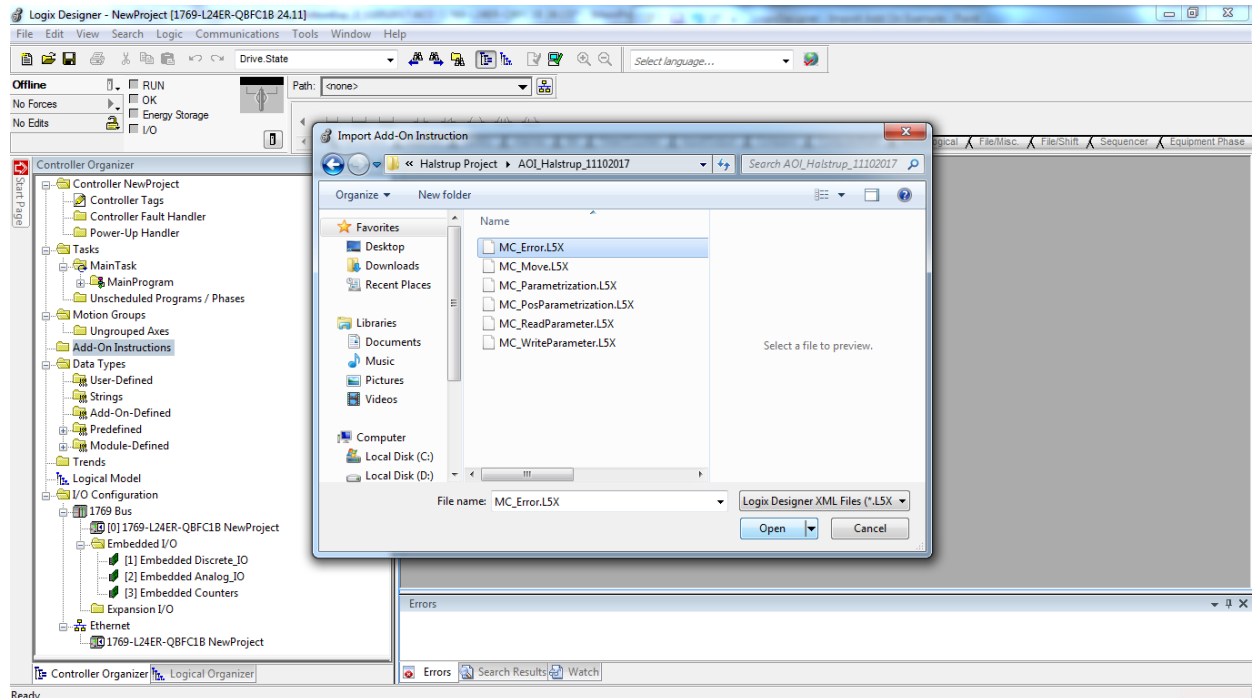 Logix Designer - NewProject [1769-L24ER-QBFC1B 24.11]
File Edit View Search Logic Communications Tools Window Help
Drive.State
Select language...
Offline
RUN
Path: <none>
No Forces
OK
Energy Storage
No Edits
I/O
File/Misc. File/Shift Sequencer Equipment Phase
Start Page
Controller Organizer
Controller NewProject
Controller Tags
Controller Fault Handler
Power-Up Handler
Tasks
MainTask
MainProgram
Unscheduled Programs / Phases
Motion Groups
Ungrouped Axes
Add-On Instructions
Data Types
User-Defined
Strings
Add-On-Defined
Predefined
Module-Defined
Trends
Logical Model
I/O Configuration
1769 Bus
[0] 1769-L24ER-QBFC1B NewProject
Embedded I/O
[1] Embedded Discrete_IO
[2] Embedded Analog_IO
[3] Embedded Counters
Expansion I/O
Ethernet
1769-L24ER-QBFC1B NewProject
Controller Organizer Logical Organizer
Import Add-On Instruction
« Halstrup Project AOI_Halstrup_11102017
Search AOI_Halstrup_11102017
Organize New folder
Favorites
Desktop
Downloads
Recent Places
Libraries
Documents
Music
Pictures
Videos
Computer
Local Disk (C:)
Local Disk (D:)
Name
MC_Error.L5X
MC_Move.L5X
MC_Parametrization.L5X
MC_PosParametrization.L5X
MC_ReadParameter.L5X
MC_WriteParameter.L5X
Select a file to preview.
File name: MC_Error.L5X
Logix Designer XML Files (*.L5X
Open Cancel
Errors
Errors Search Results Watch
Ready